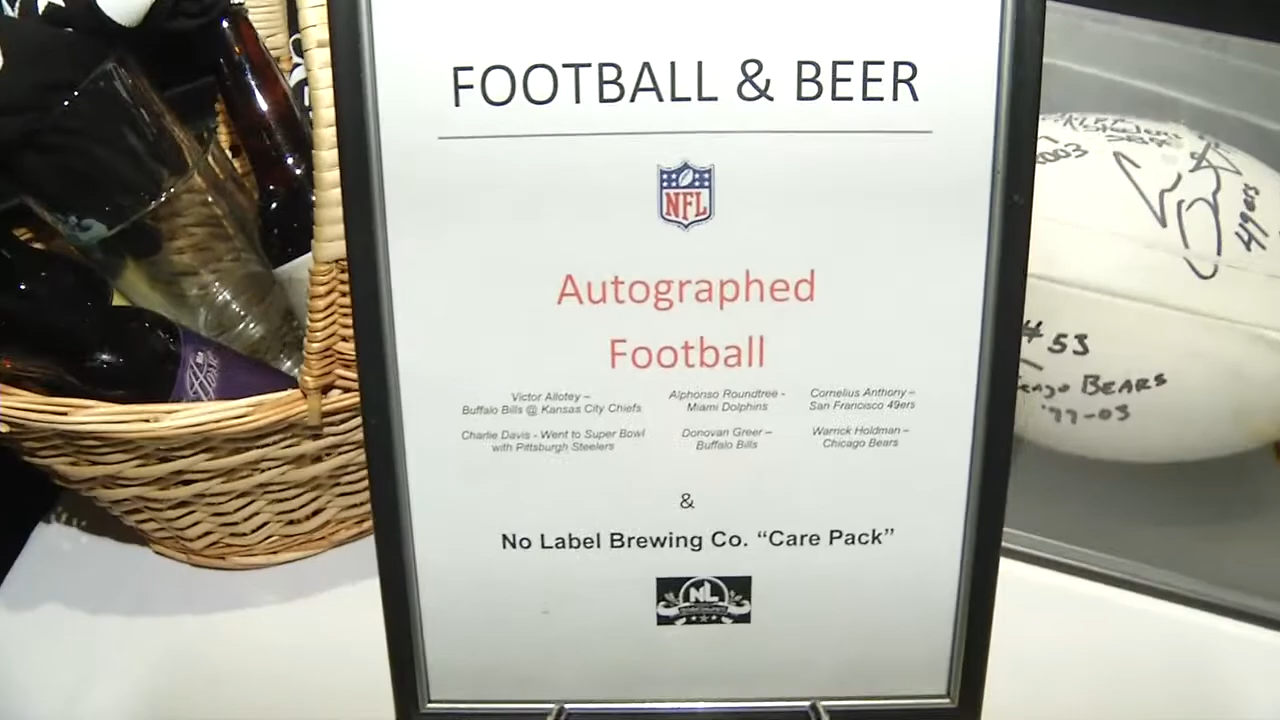 FOOTBALL & BEER
NFL
Autographed
Football
Victor Allotey –
Buffalo Bills @ Kansas City Chiefs
Alphonso Roundtree -
Miami Dolphins
Cornelius Anthony –
San Francisco 49ers
Charlie Davis - Went to Super Bowl
with Pittsburgh Steelers
Donovan Greer –
Buffalo Bills
Warrick Holdman –
Chicago Bears
&
No Label Brewing Co. “Care Pack”
NL
Steelers
2003
49ers
#53
BEARS
'99-03